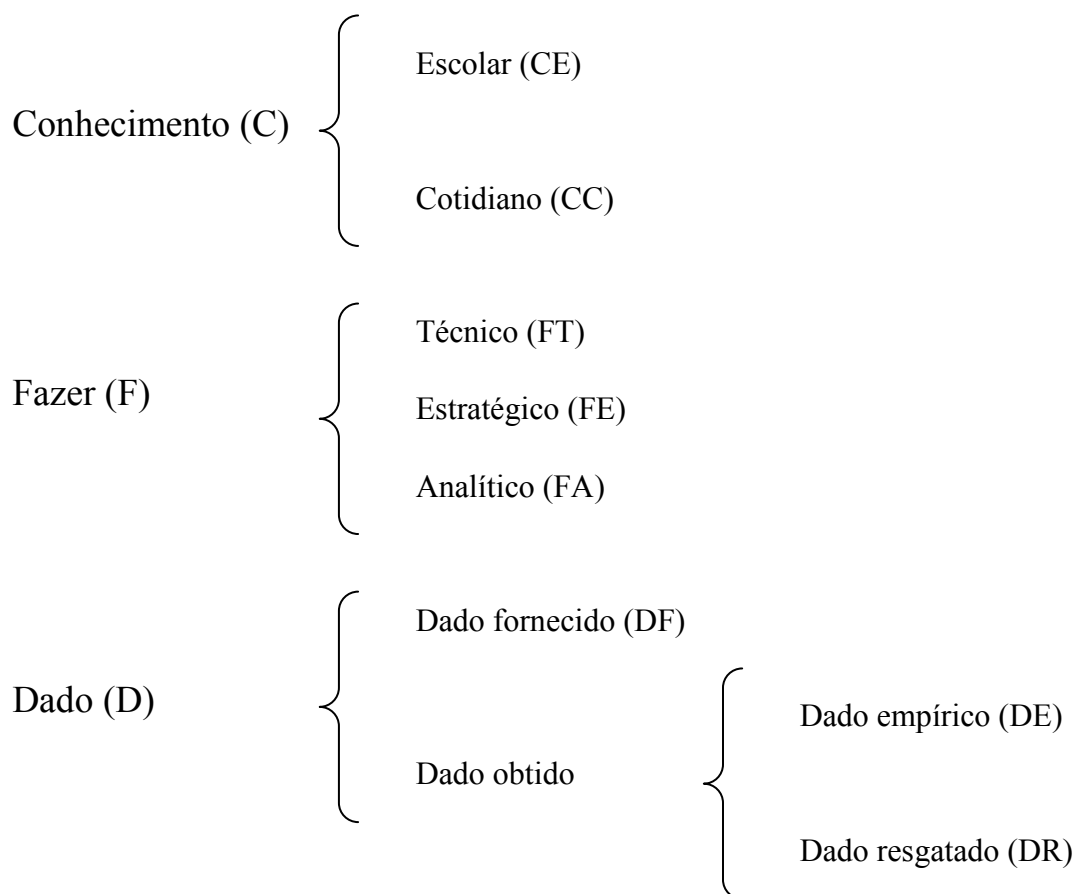 Escolar (CE)
Conhecimento (C)
Cotidiano (CC)
Técnico (FT)
Fazer (F)
Estratégico (FE)
Analítico (FA)
Dado fornecido (DF)
Dado (D)
Dado empírico (DE)
Dado obtido
Dado resgatado (DR)